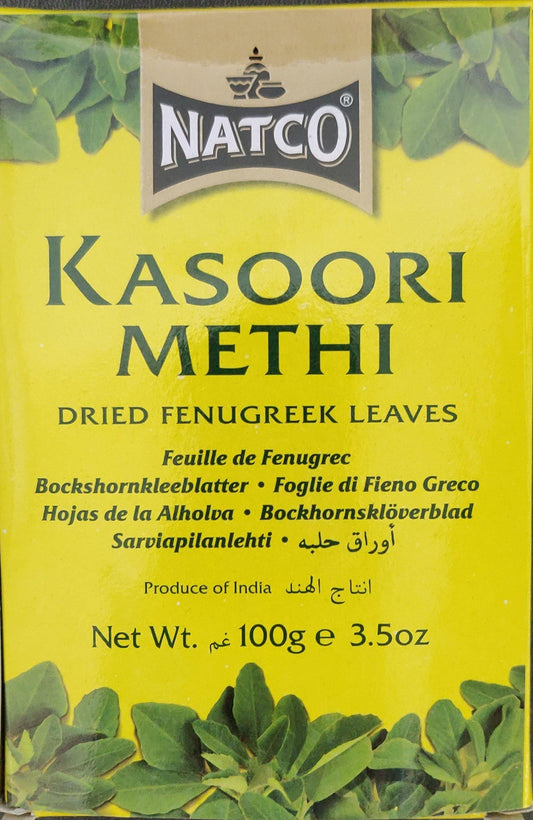 NATCO®
KASOORI
METHI
DRIED FENUGREEK LEAVES
Feuille de Fenugrec
Bockshornkleeblatter • Foglie di Fieno Greco
Hojas de la Alholva • Bockhornsklöverblad
Sarviapilanlehti • أوراق حلبه
Produce of India انتاج الهند
Net Wt. غم 100g e 3.5oz